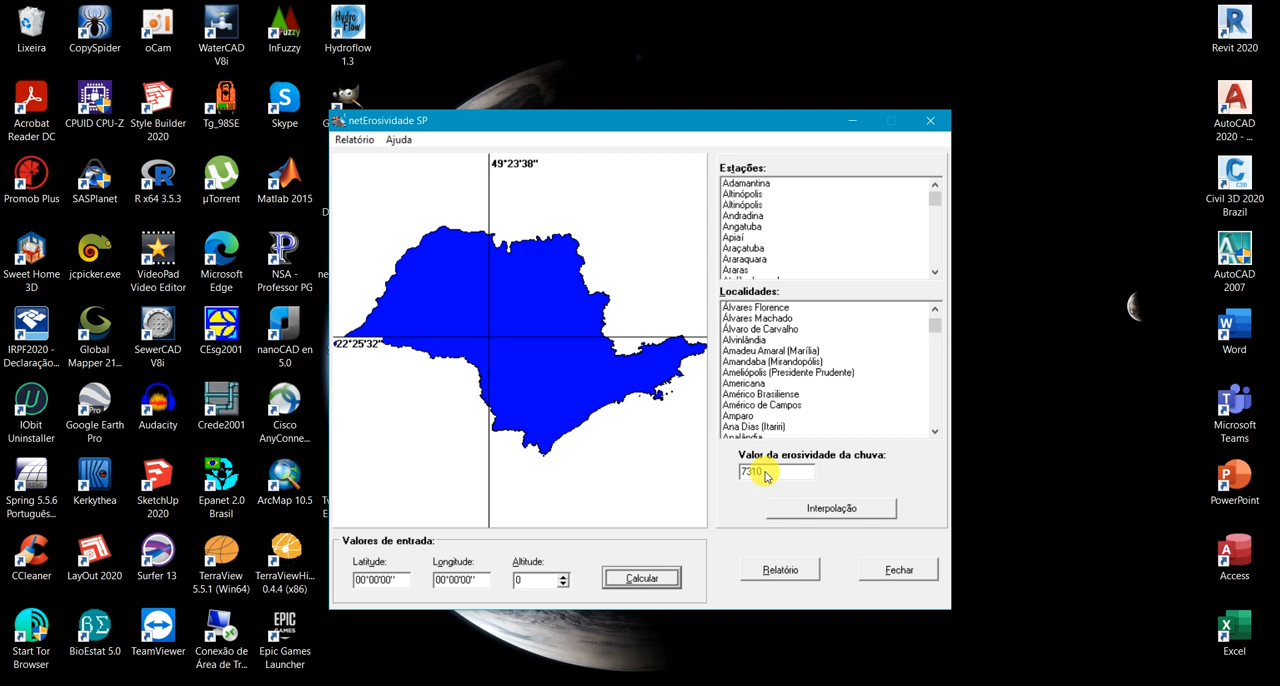 Lixeira
CopySpider
oCam
WaterCAD
V8i
InFuzzy
Hydro
Flow
Hydroflow
1.3
Revit 2020
Acrobat
Reader DC
CPUID CPU-Z
Style Builder
2020
Tg_98SE
Skype
AutoCAD
2020 - ...
Promob Plus
SASPlanet
R x64 3.5.3
µTorrent
Matlab 2015
Civil 3D 2020
Brazil
Sweet Home
3D
jcpicker.exe
VideoPad
Video Editor
Microsoft
Edge
NSA -
Professor PG
AutoCAD
2007
IRPF2020 -
Declaração...
Global
Mapper 21...
SewerCAD
V8i
CEsg2001
nanoCAD en
5.0
Word
IObit
Uninstaller
Google Earth
Pro
Audacity
Crede2001
Cisco
AnyConne...
Microsoft
Teams
Spring 5.5.6
Português...
Kerkythea
SketchUp
2020
Epanet 2.0
Brasil
ArcMap 10.5
PowerPoint
CCleaner
LayOut 2020
Surfer 13
TerraView
5.5.1 (Win64)
TerraViewHi...
0.4.4 (x86)
Access
Start Tor
Browser
BioEstat 5.0
TeamViewer
Conexão de
Área de Tr...
Epic Games
Launcher
Excel
netErosividade SP
Relatório Ajuda
49°23'38"
22°25'32"
Estações:
Adamantina
Altinópolis
Altinópolis
Andradina
Angatuba
Apiaí
Araçatuba
Araraquara
Araras
Localidades:
Álvares Florence
Álvares Machado
Álvaro de Carvalho
Alvinlândia
Amadeu Amaral (Marília)
Amandaba (Mirandópolis)
Ameliópolis (Presidente Prudente)
Americana
Américo Brasiliense
Américo de Campos
Amparo
Ana Dias (Itariri)
Analândia
Valor da erosividade da chuva:
7310
Interpolação
Valores de entrada:
Latitude: Longitude: Altitude:
00°00'00" 00°00'00" 0
Calcular
Relatório
Fechar